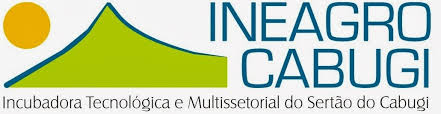 INEAGRO
CABUGI
Incubadora Tecnológica e Multissetorial do Sertão do Cabugi